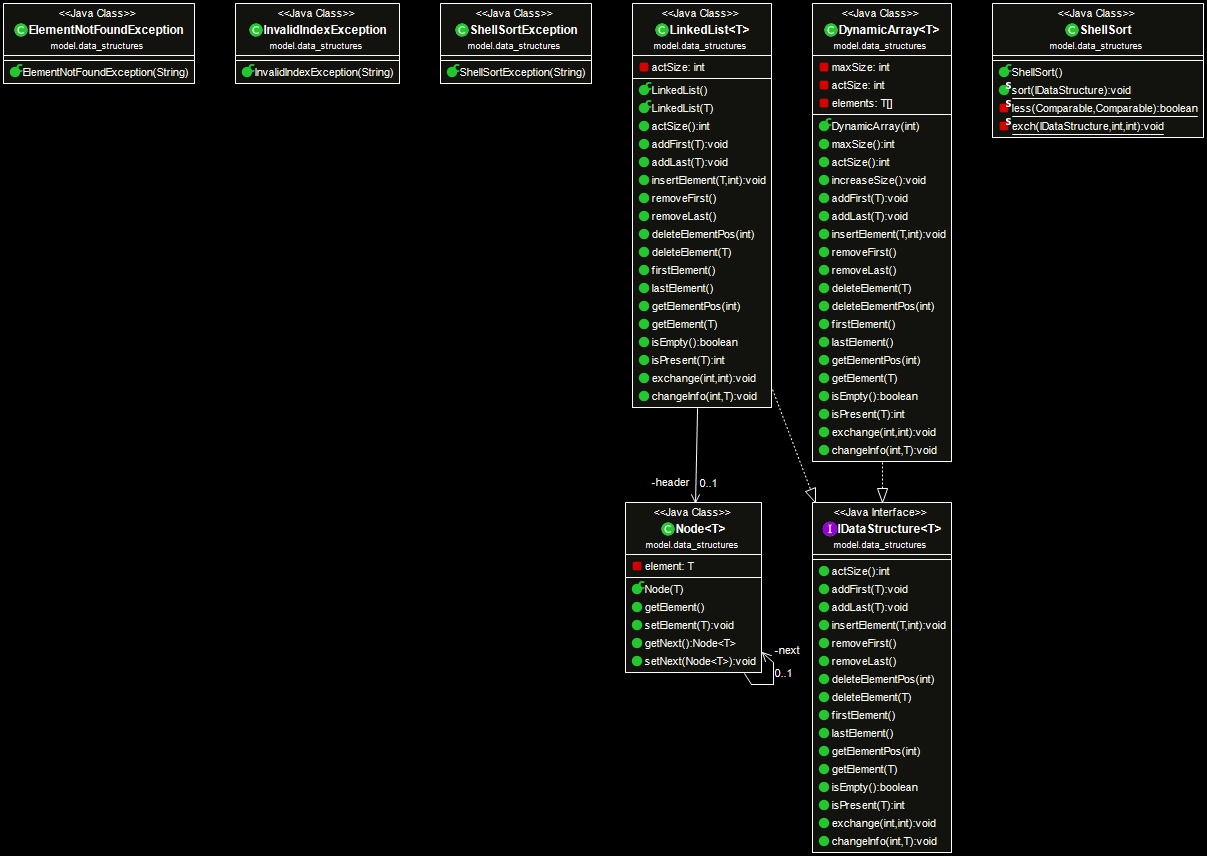 <<Java Class>>
ElementNotFoundException
model.data_structures
ElementNotFoundException(String)
<<Java Class>>
InvalidIndexException
model.data_structures
InvalidIndexException(String)
<<Java Class>>
ShellSortException
model.data_structures
ShellSortException(String)
<<Java Class>>
LinkedList<T>
model.data_structures
actSize: int
LinkedList()
LinkedList(T)
actSize():int
addFirst(T):void
addLast(T):void
insertElement(T,int):void
removeFirst()
removeLast()
deleteElementPos(int)
deleteElement(T)
firstElement()
lastElement()
getElementPos(int)
getElement(T)
isEmpty():boolean
isPresent(T):int
exchange(int,int):void
changeInfo(int,T):void
<<Java Class>>
DynamicArray<T>
model.data_structures
maxSize: int
actSize: int
elements: T[]
DynamicArray(int)
maxSize():int
actSize():int
increaseSize():void
addFirst(T):void
addLast(T):void
insertElement(T,int):void
removeFirst()
removeLast()
deleteElement(T)
deleteElementPos(int)
firstElement()
lastElement()
getElementPos(int)
getElement(T)
isEmpty():boolean
isPresent(T):int
exchange(int,int):void
changeInfo(int,T):void
<<Java Class>>
ShellSort
model.data_structures
ShellSort()
sort(IDataStructure):void
less(Comparable,Comparable):boolean
exch(IDataStructure,int,int):void
-header 0..1
<<Java Class>>
Node<T>
model.data_structures
element: T
Node(T)
getElement()
setElement(T):void
getNext():Node<T>
setNext(Node<T>):void
-next
0..1
<<Java Interface>>
IDataStructure<T>
model.data_structures
actSize():int
addFirst(T):void
addLast(T):void
insertElement(T,int):void
removeFirst()
removeLast()
deleteElementPos(int)
deleteElement(T)
firstElement()
lastElement()
getElementPos(int)
getElement(T)
isEmpty():boolean
isPresent(T):int
exchange(int,int):void
changeInfo(int,T):void